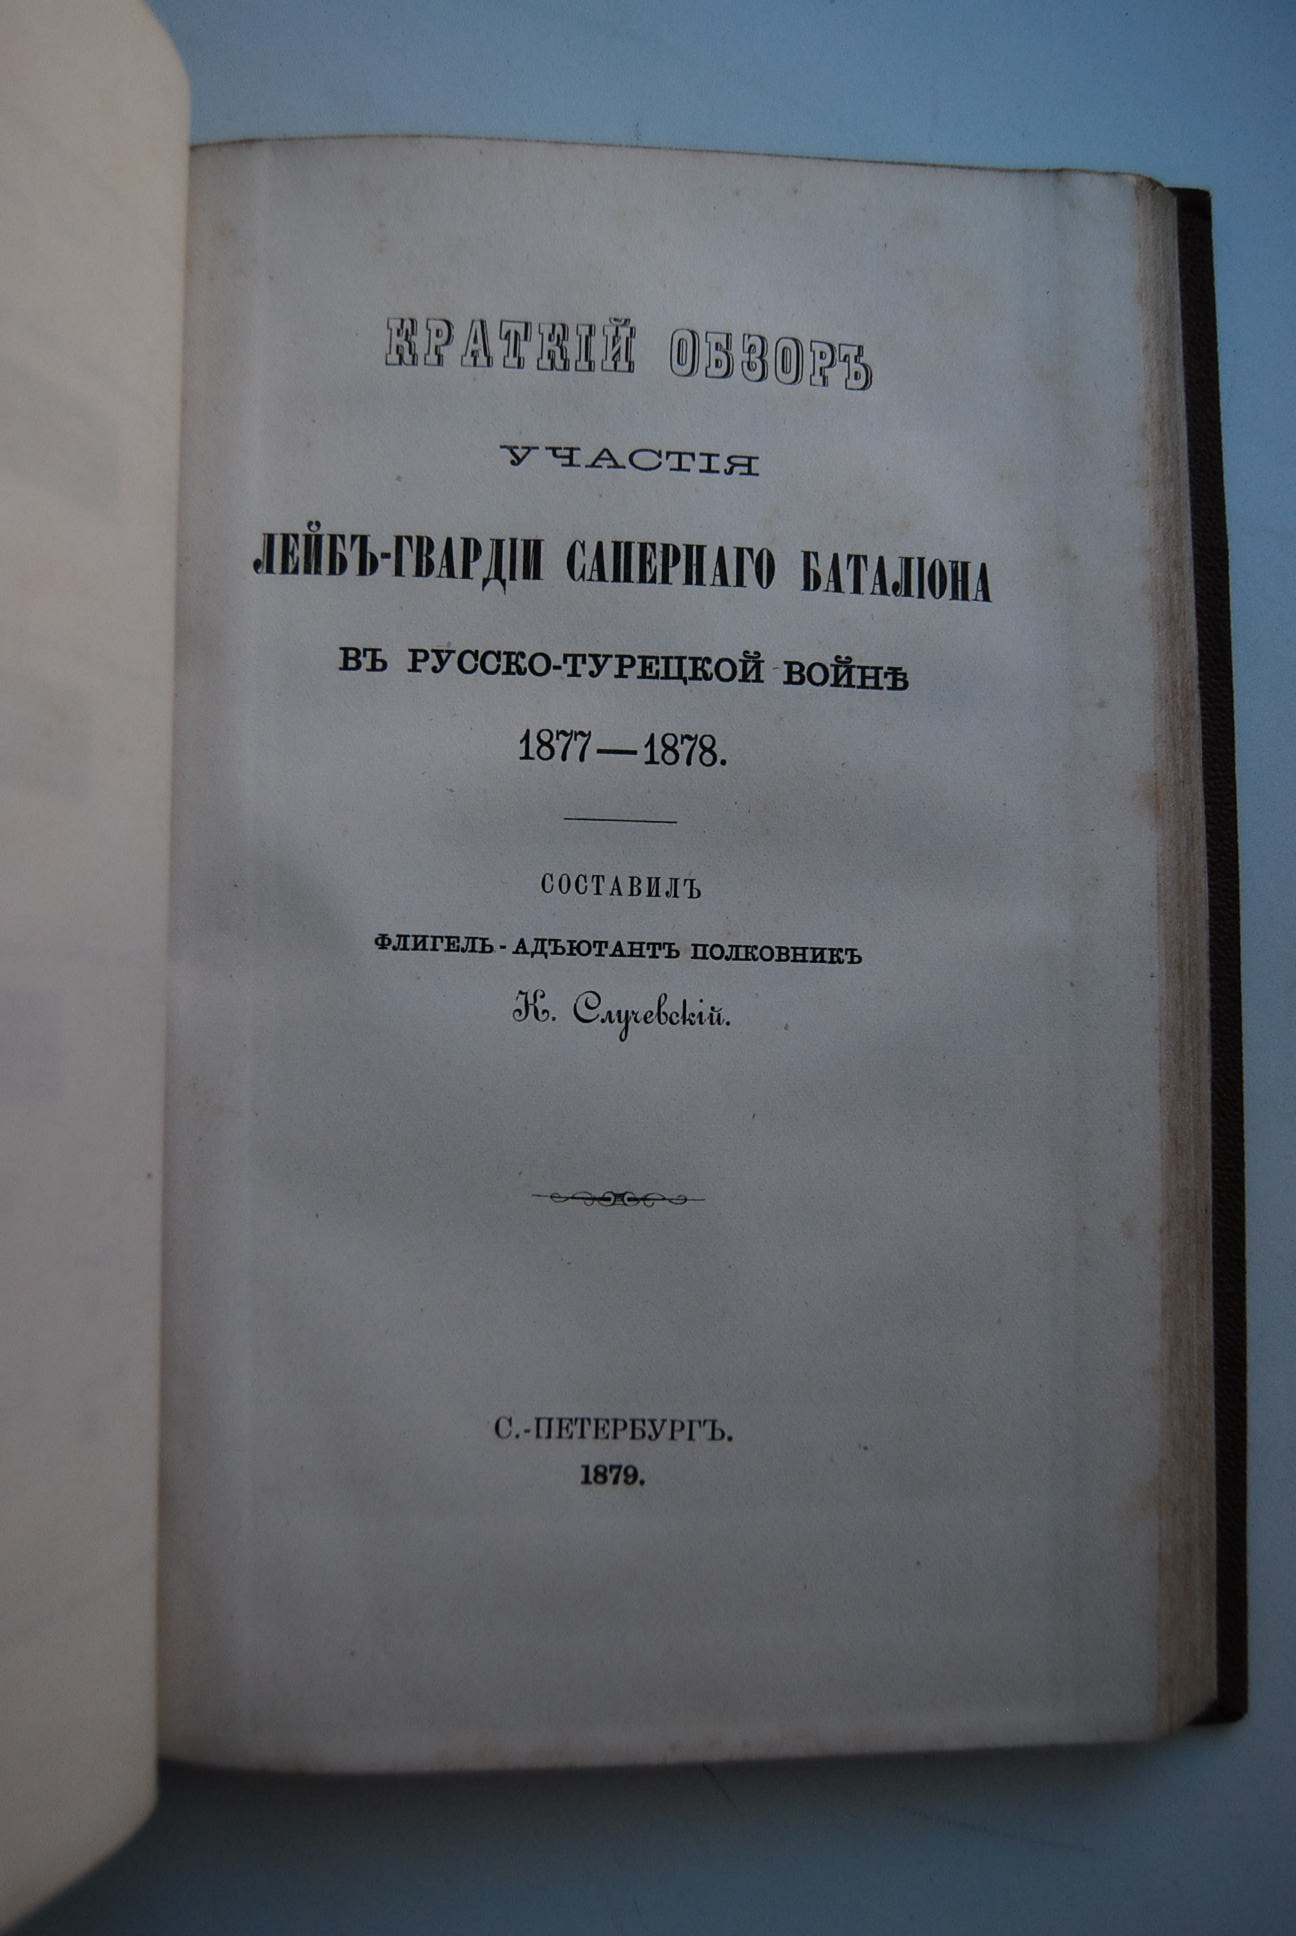 КРАТКІЙ ОБЗОРЪ
УЧАСТІЯ
ЛЕЙБЪ-ГВАРДІИ САПЕРНАГО БАТАЛІОНА
ВЪ РУССКО-ТУРЕЦКОЙ ВОЙНѢ
1877—1878.
СОСТАВИЛЪ
ФЛИГЕЛЬ-АДЪЮТАНТЪ ПОЛКОВНИКЪ
К. Случевскій.
С.-ПЕТЕРБУРГЪ.
1879.